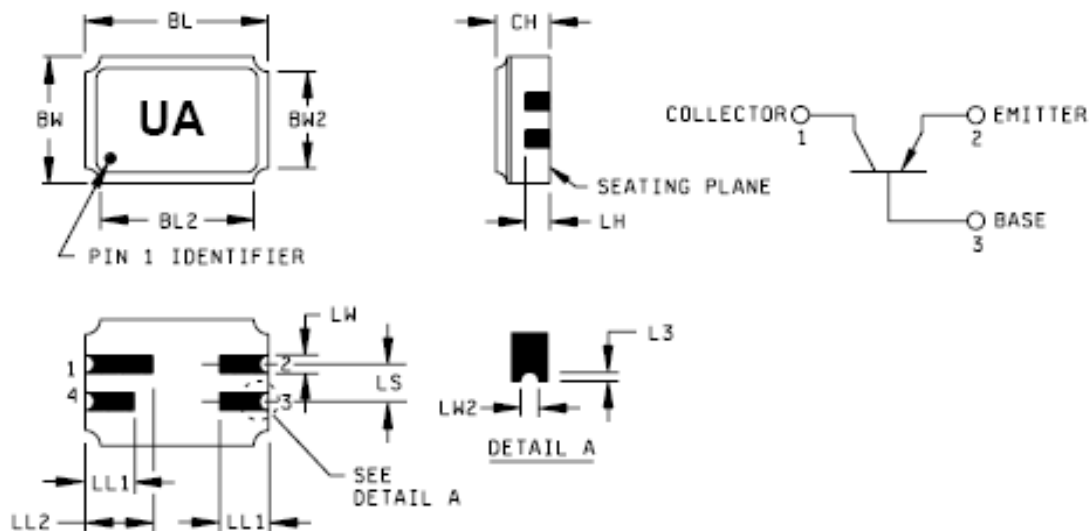 BL
CH
BW
UA
BW2
COLLECTOR
1
EMITTER
2
SEATING PLANE
BL2
LH
BASE
3
PIN 1 IDENTIFIER
LW
L3
1
2
LS
4
3
LW2
DETAIL A
LL1
SEE
DETAIL A
LL2
LL1